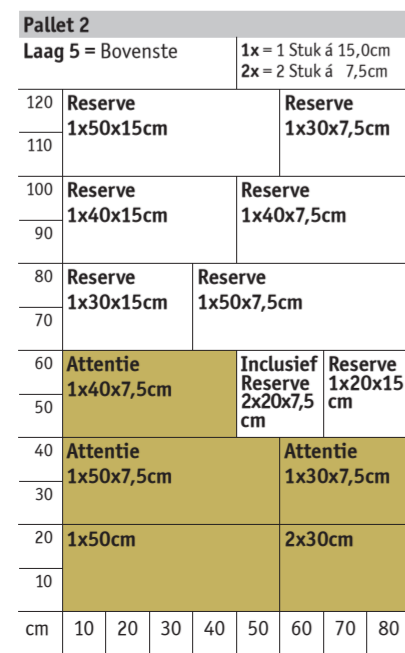 Pallet 2
Laag 5 = Bovenste
1x = 1 Stuk á 15,0cm
2x = 2 Stuk á 7,5cm
120
110
Reserve
1x50x15cm
Reserve
1x30x7,5cm
100
90
Reserve
1x40x15cm
Reserve
1x40x7,5cm
80
70
Reserve
1x30x15cm
Reserve
1x50x7,5cm
60
50
Attentie
1x40x7,5cm
Inclusief
Reserve
2x20x7,5
cm
Reserve
1x20x15
cm
40
30
Attentie
1x50x7,5cm
Attentie
1x30x7,5cm
20
10
1x50cm
2x30cm
cm 10 20 30 40 50 60 70 80